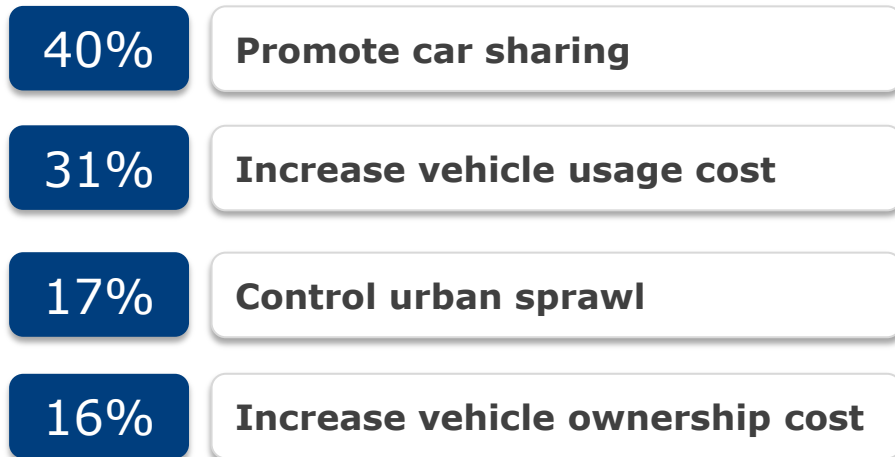 40% Promote car sharing
31% Increase vehicle usage cost
17% Control urban sprawl
16% Increase vehicle ownership cost